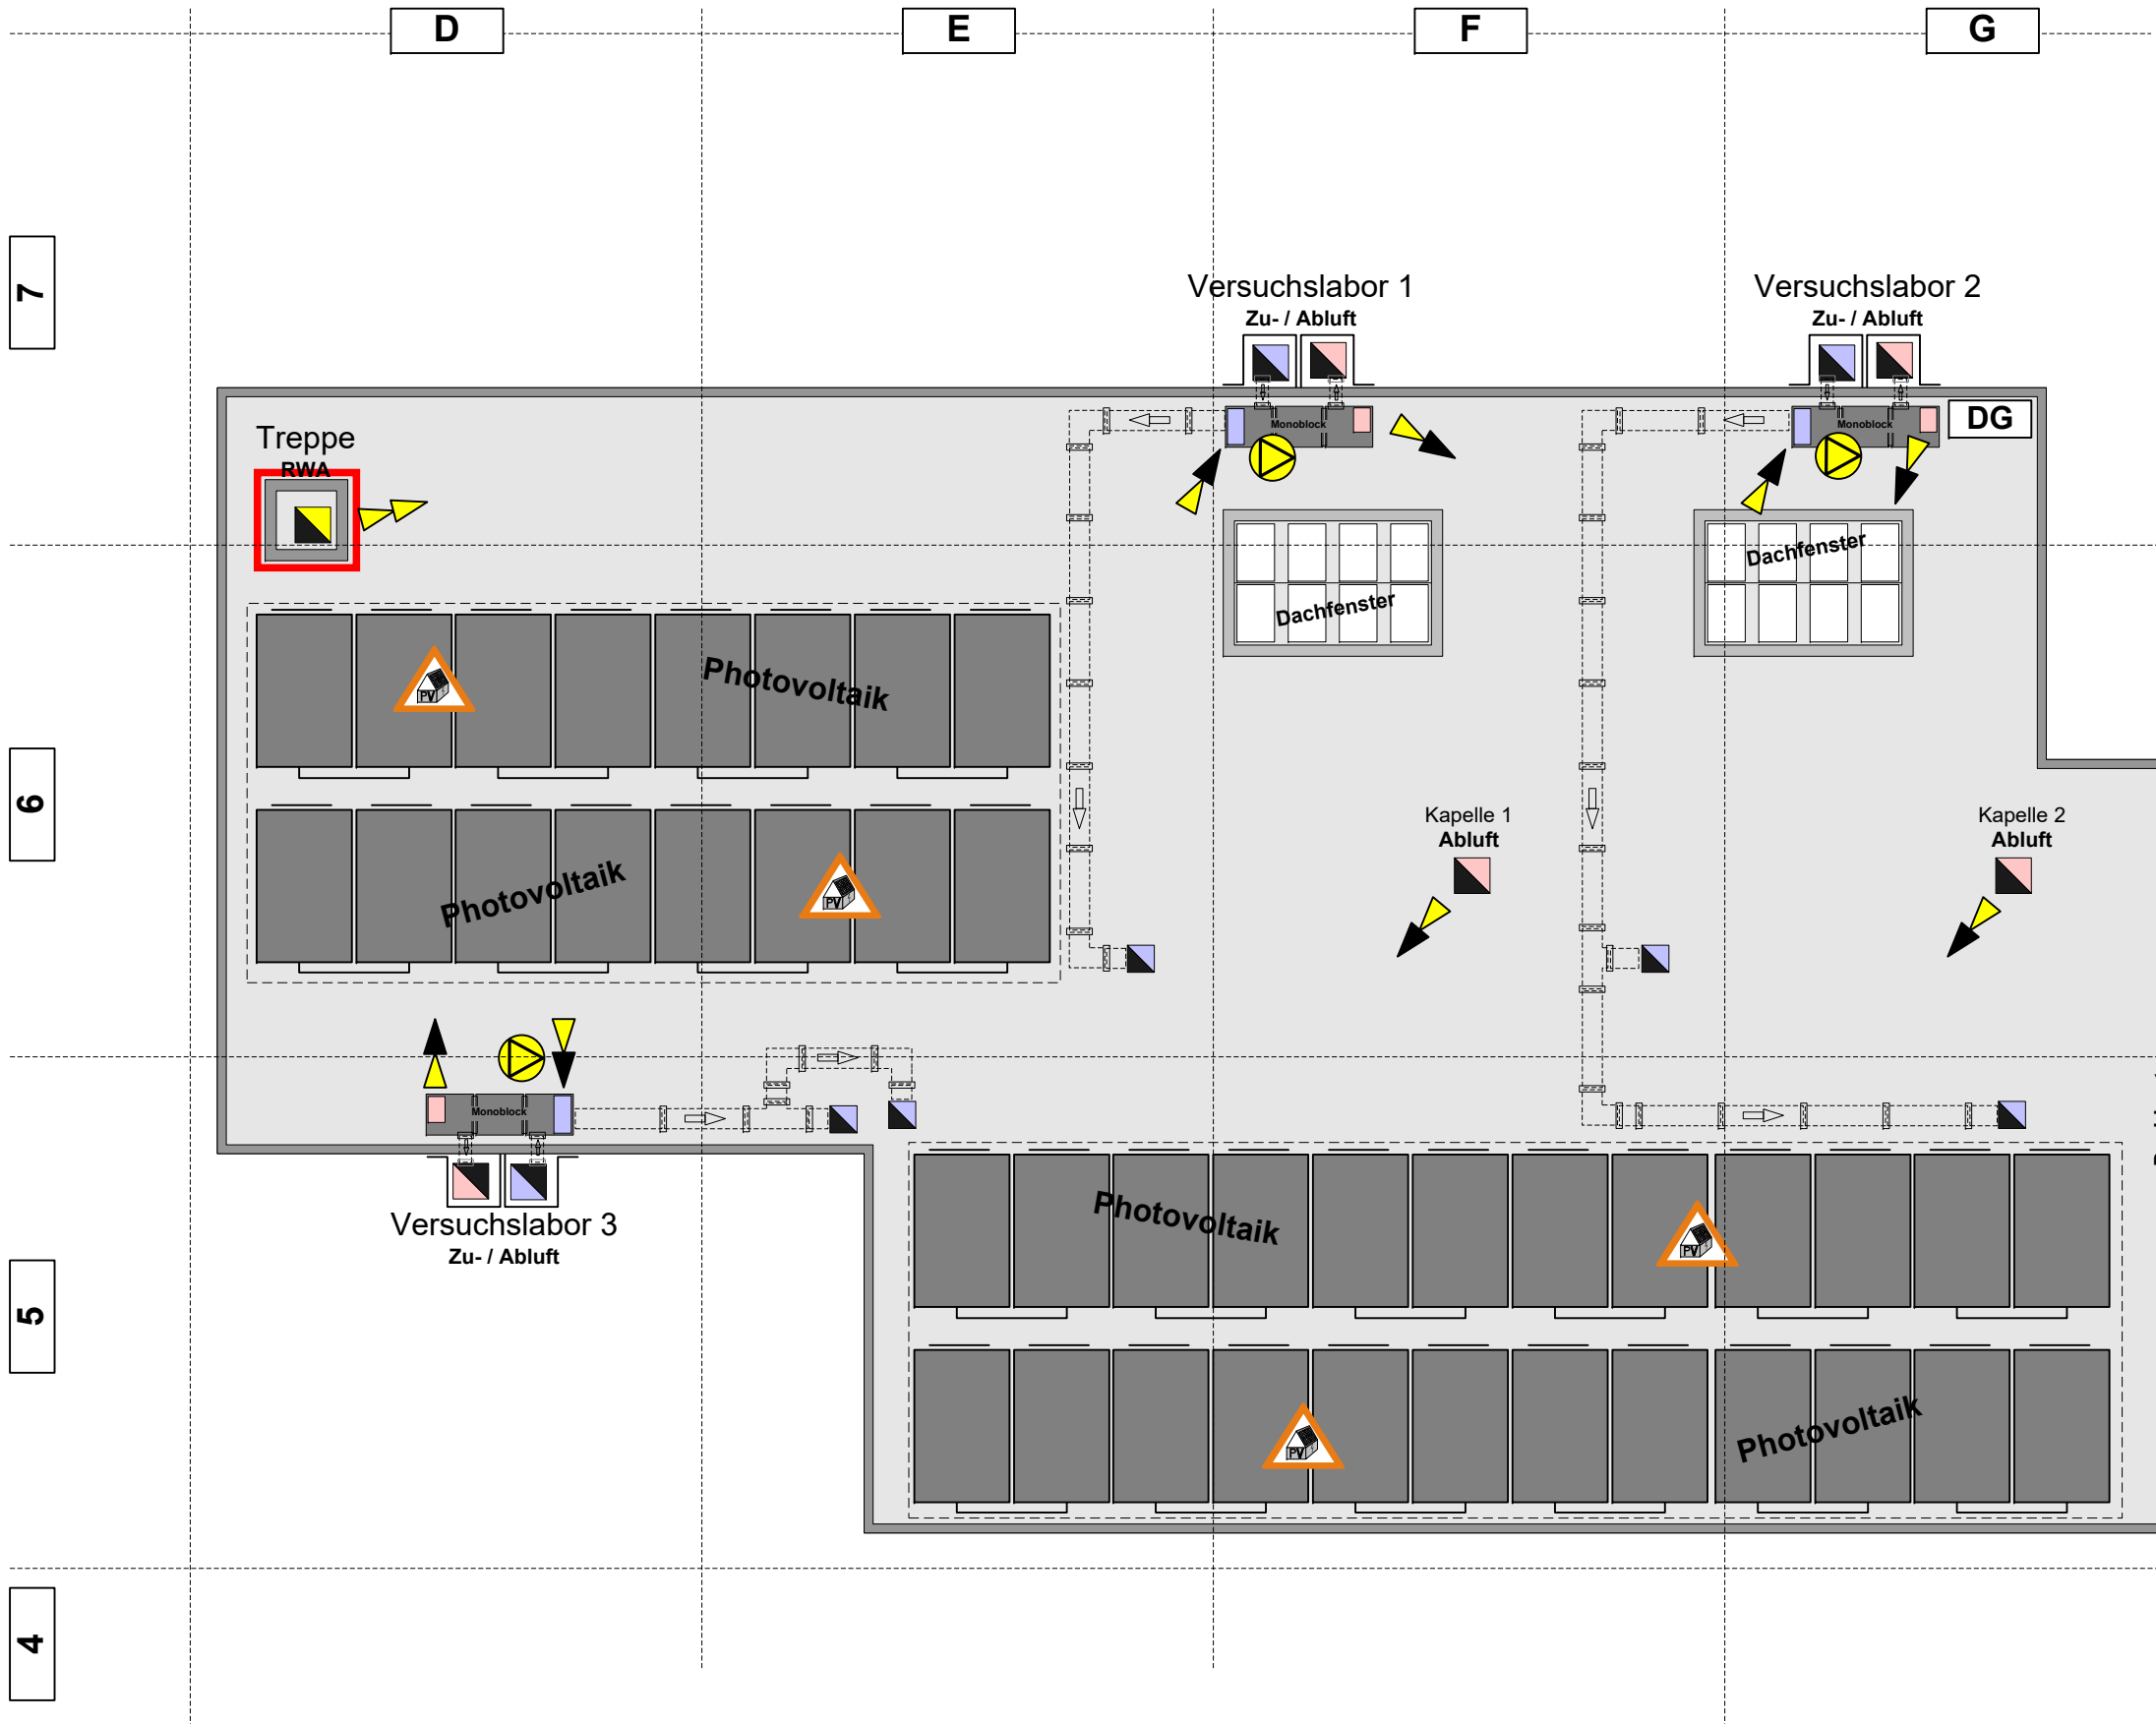 D
E
F
G
7
Versuchslabor 1
Zu- / Abluft
Versuchslabor 2
Zu- / Abluft
Monoblock
Monoblock
DG
Treppe
RWA
Dachfenster
Dachfenster
Photovoltaik
PV
6
Kapelle 1
Abluft
Kapelle 2
Abluft
Photovoltaik
PV
Monoblock
Versuchslabor 3
Zu- / Abluft
5
Photovoltaik
PV
Photovoltaik
PV
4